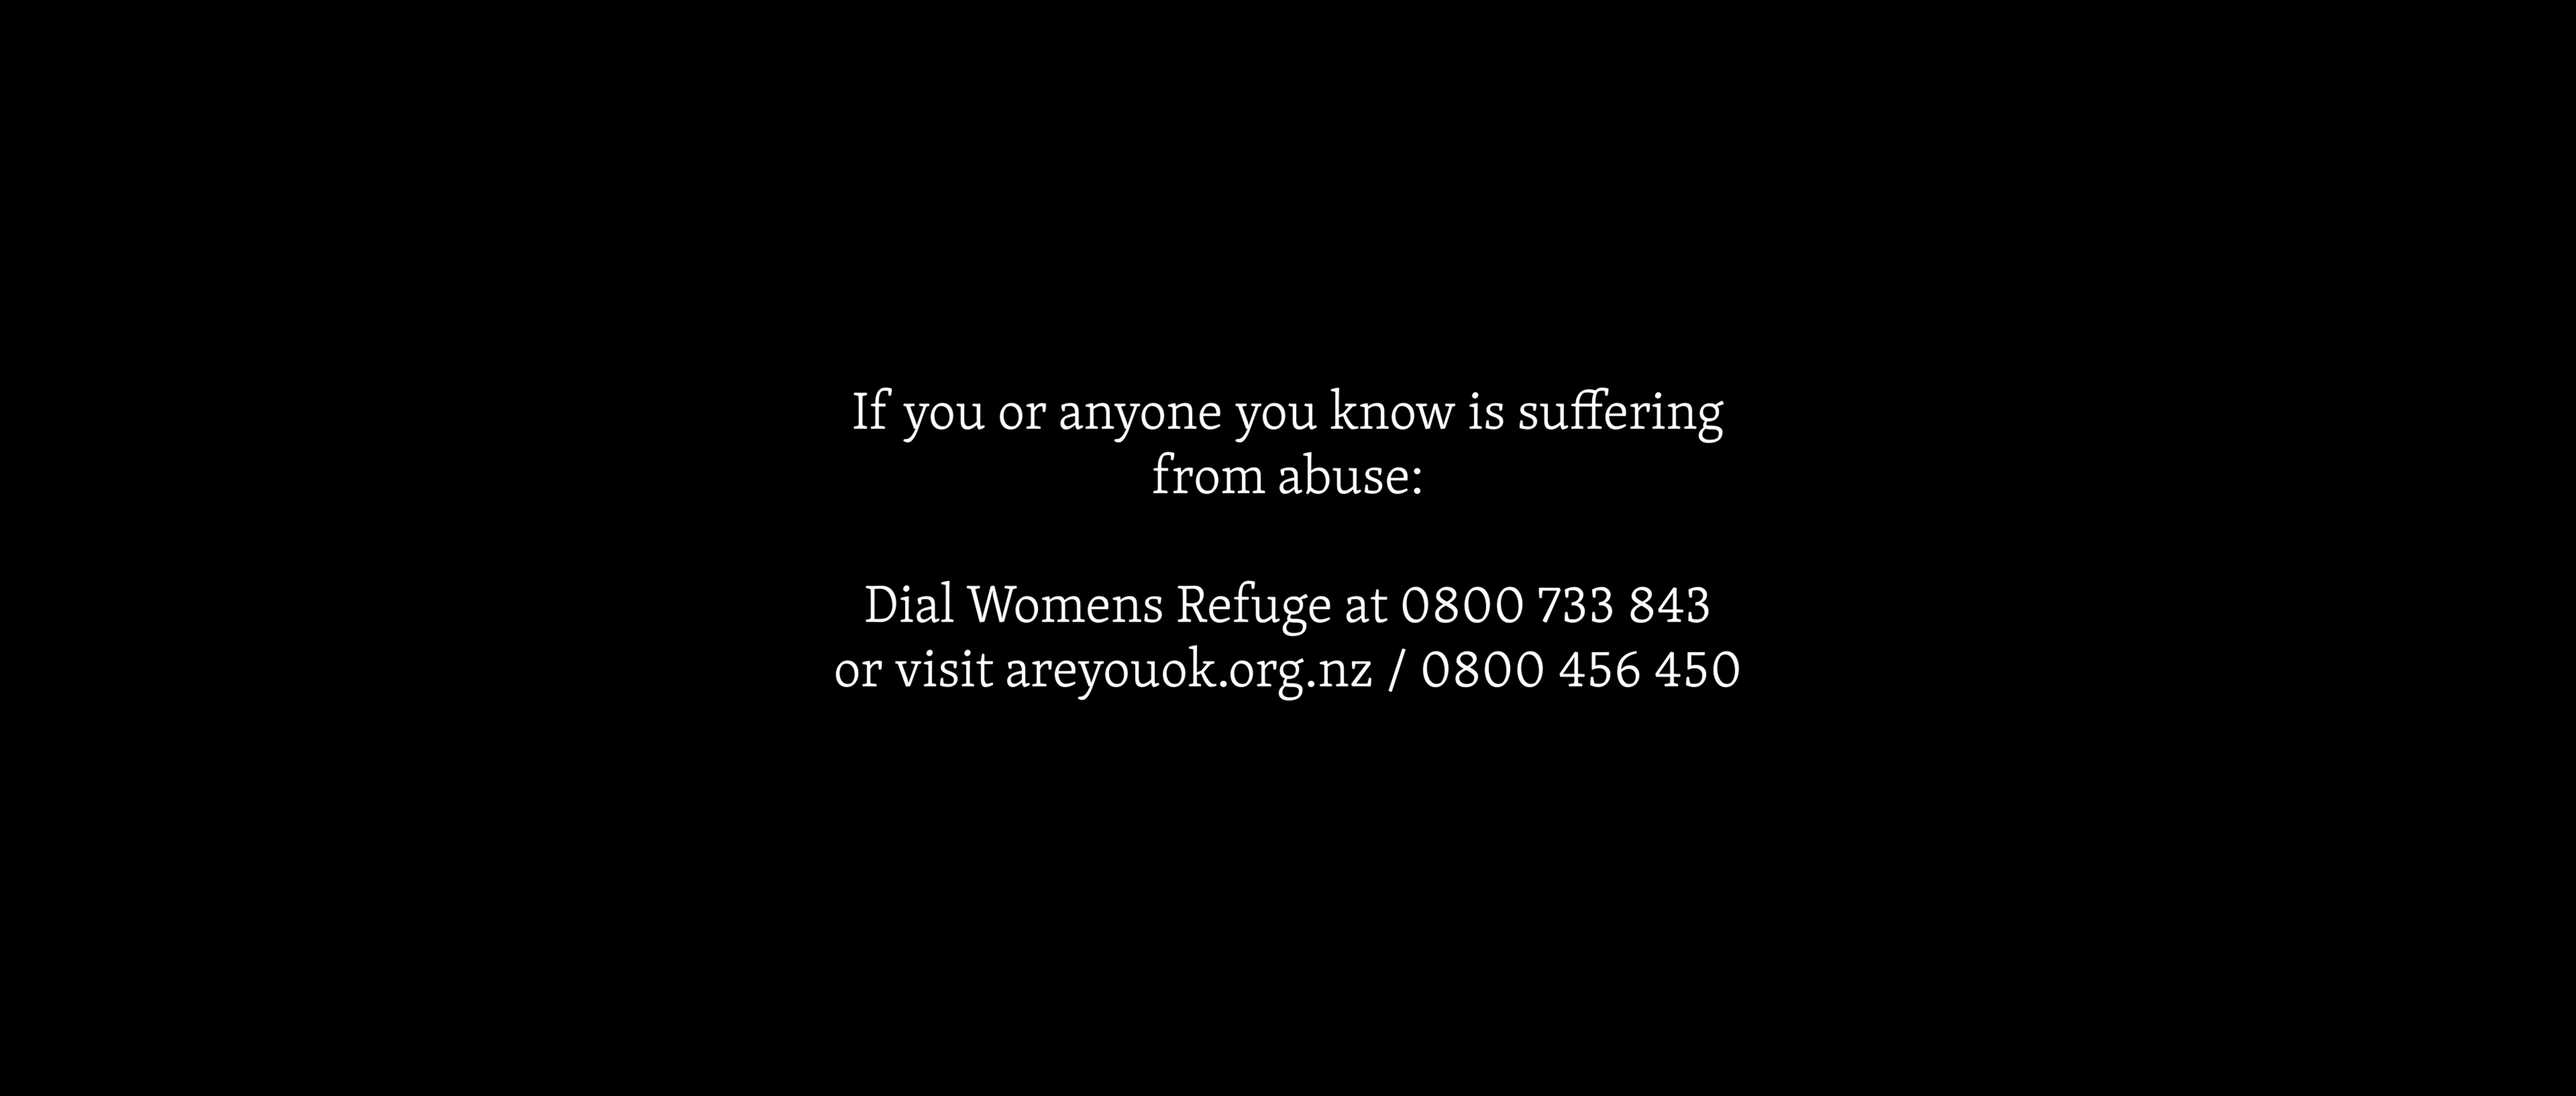 If you or anyone you know is suffering
from abuse:
Dial Womens Refuge at 0800 733 843
or visit areyouok.org.nz / 0800 456 450